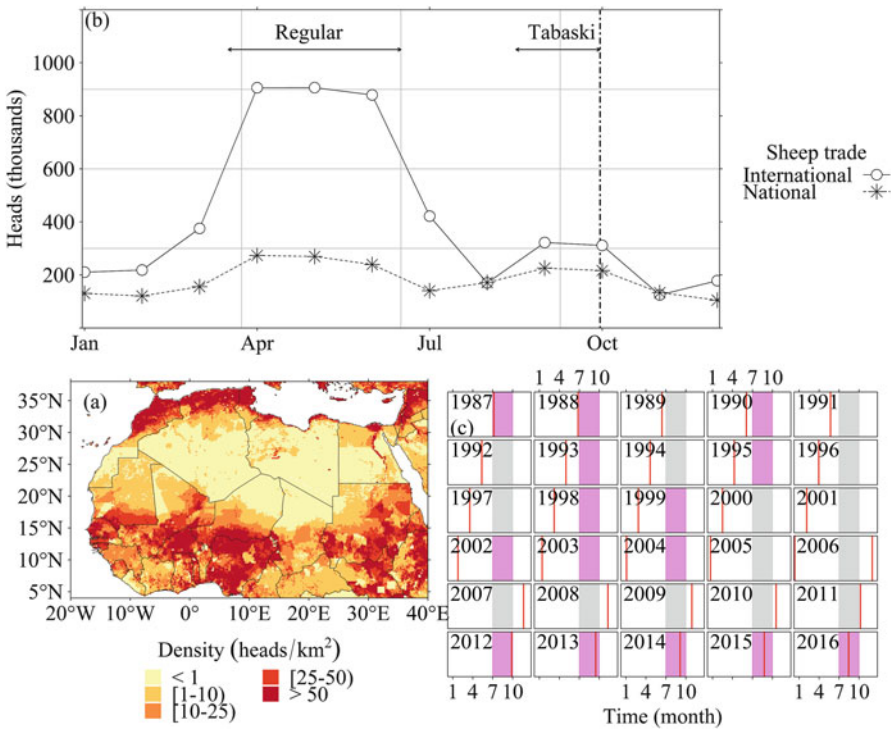 (b)
Regular
Tabaski
1000
800
600
400
200
Heads (thousands)
Jan
Apr
Jul
Oct
Sheep trade
International
National
(a)
35°N
30°N
25°N
20°N
15°N
10°N
5°N
20°W
10°W
0°
10°E
20°E
30°E
40°E
Density (heads/km²)
< 1
[1-10)
[10-25)
[25-50)
> 50
1 4 7 10
1 4 7 10
(c)
1987 1988 1989 1990 1991
1992 1993 1994 1995 1996
1997 1998 1999 2000 2001
2002 2003 2004 2005 2006
2007 2008 2009 2010 2011
2012 2013 2014 2015 2016
1 4 7 10
1 4 7 10
1 4 7 10
Time (month)